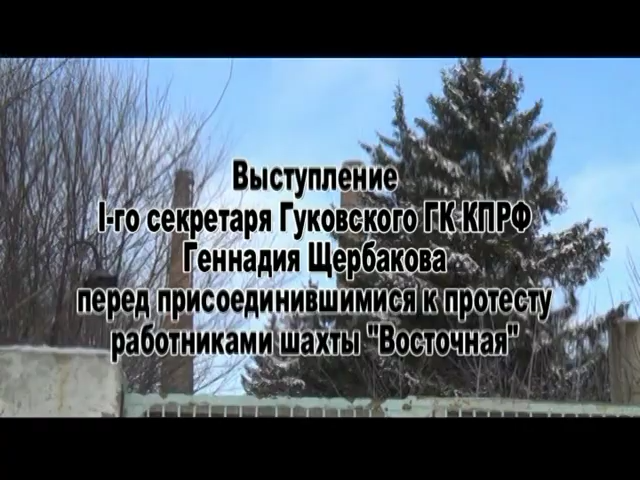 Выступление
I-го секретаря Гуковского ГК КПРФ
Геннадия Щербакова
перед присоединившимися к протесту
работниками шахты "Восточная"